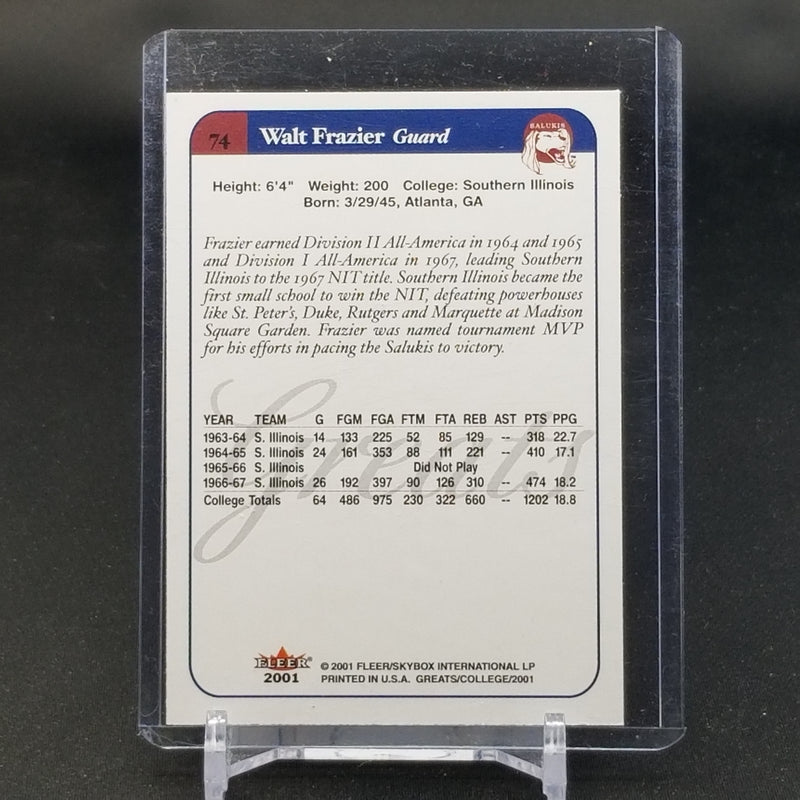 74 Walt Frazier Guard
SALUKIS
Height: 6'4" Weight: 200 College: Southern Illinois
Born: 3/29/45, Atlanta, GA
Frazier earned Division II All-America in 1964 and 1965
and Division I All-America in 1967, leading Southern
Illinois to the 1967 NIT title. Southern Illinois became the
first small school to win the NIT, defeating powerhouses
like St. Peter's, Duke, Rutgers and Marquette at Madison
Square Garden. Frazier was named tournament MVP
for his efforts in pacing the Salukis to victory.
Greats
YEAR TEAM G FGM FGA FTM FTA REB AST PTS PPG
1963-64 S. Illinois 14 133 225 52 85 129 -- 318 22.7
1964-65 S. Illinois 24 161 353 88 111 221 -- 410 17.1
1965-66 S. Illinois Did Not Play
1966-67 S. Illinois 26 192 397 90 126 310 -- 474 18.2
College Totals 64 486 975 230 322 660 -- 1202 18.8
FLEER
2001
© 2001 FLEER/SKYBOX INTERNATIONAL LP
PRINTED IN U.S.A. GREATS/COLLEGE/2001